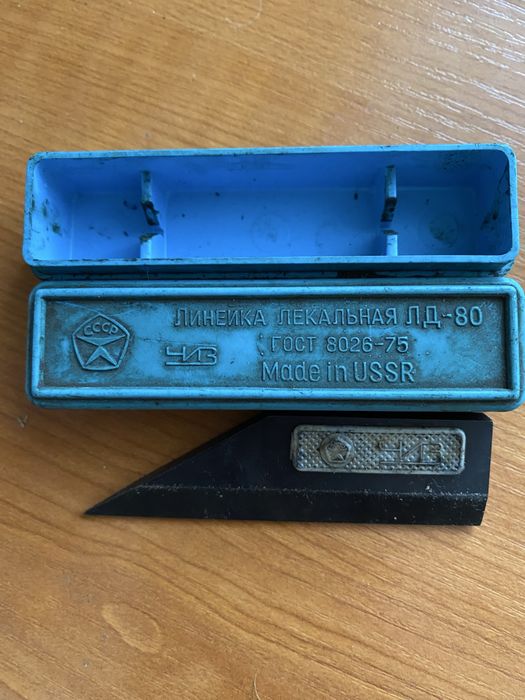 СССР
ЛИНЕЙКА ЛЕКАЛЬНАЯ ЛД-80
ЧИЗ
ГОСТ 8026-75
Made in USSR
ЧИЗ